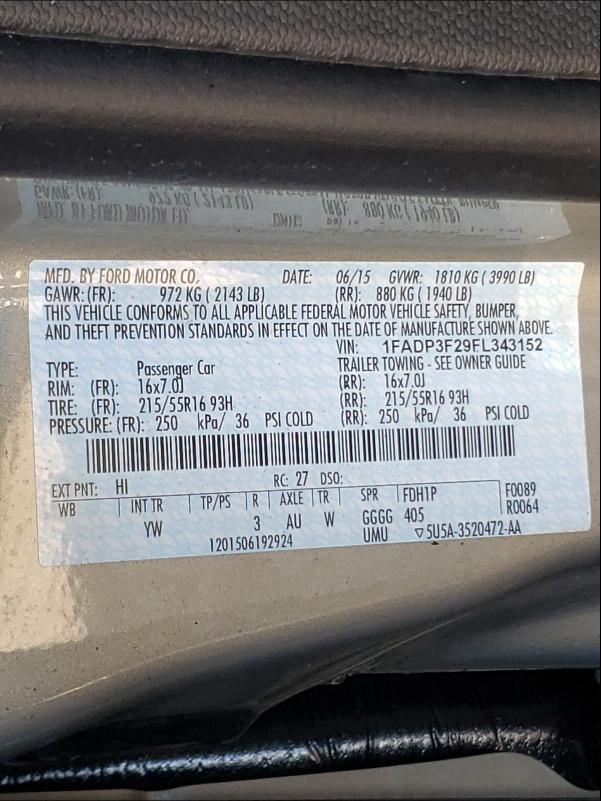 MFD. BY FORD MOTOR CO. DATE: 06/15 GVWR: 1810 KG ( 3990 LB)
GAWR:(FR): 972 KG ( 2143 LB) (RR): 880 KG ( 1940 LB)
THIS VEHICLE CONFORMS TO ALL APPLICABLE FEDERAL MOTOR VEHICLE SAFETY, BUMPER,
AND THEFT PREVENTION STANDARDS IN EFFECT ON THE DATE OF MANUFACTURE SHOWN ABOVE.
VIN: 1FADP3F29FL343152
TYPE: Passenger Car TRAILER TOWING - SEE OWNER GUIDE
RIM: (FR): 16x7.0J (RR): 16x7.0J
TIRE: (FR): 215/55R16 93H (RR): 215/55R16 93H
PRESSURE: (FR): 250 kPa/ 36 PSI COLD (RR): 250 kPa/ 36 PSI COLD
EXT PNT: HI RC: 27 DSO:
WB INT TR TP/PS R AXLE TR SPR FDH1P F0089
YW 3 AU W GGGG 405 R0064
1201506192924 UMU ▽5U5A-3520472-AA